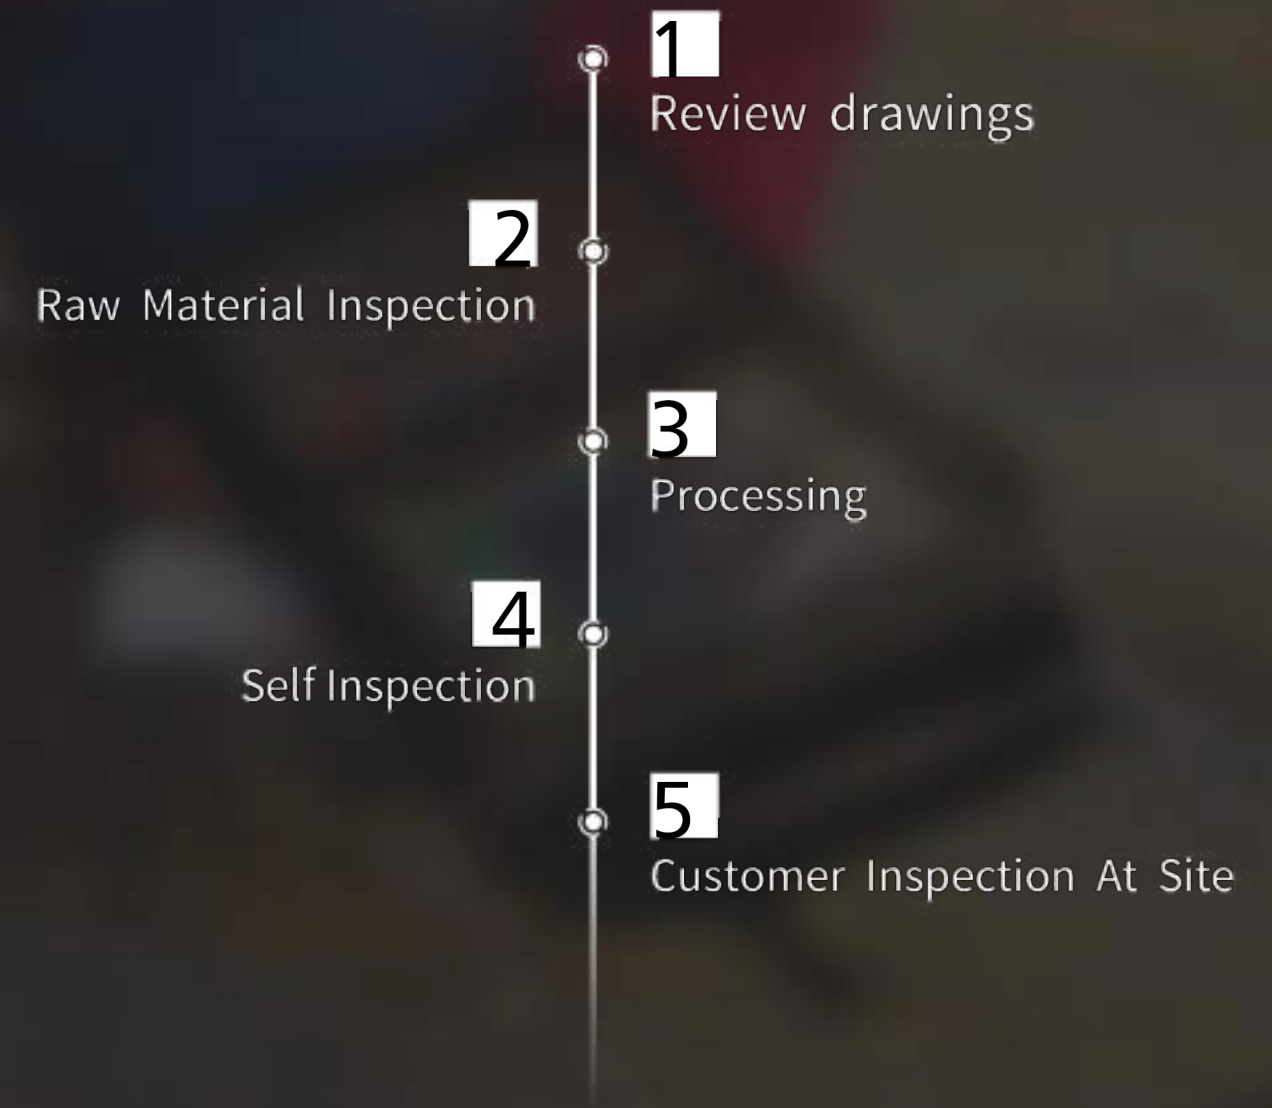 1
Review drawings
2
Raw Material Inspection
3
Processing
4
Self Inspection
5
Customer Inspection At Site